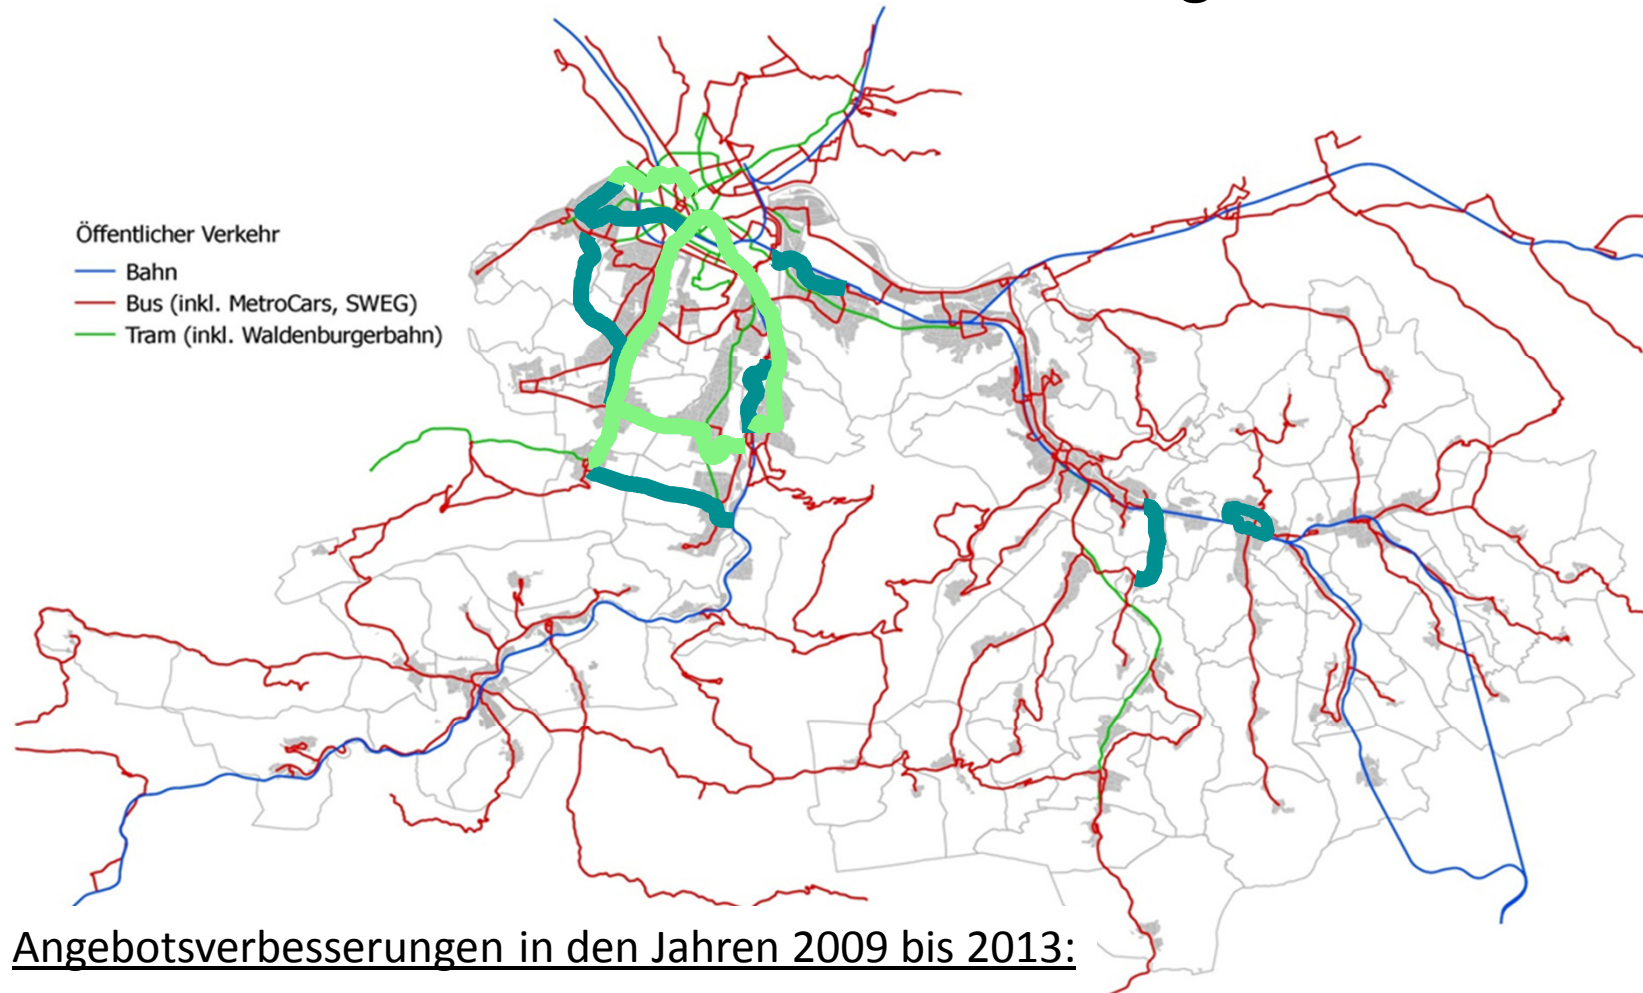 Öffentlicher Verkehr
Bahn
Bus (inkl. MetroCars, SWEG)
Tram (inkl. Waldenburgerbahn)
Angebotsverbesserungen in den Jahren 2009 bis 2013: